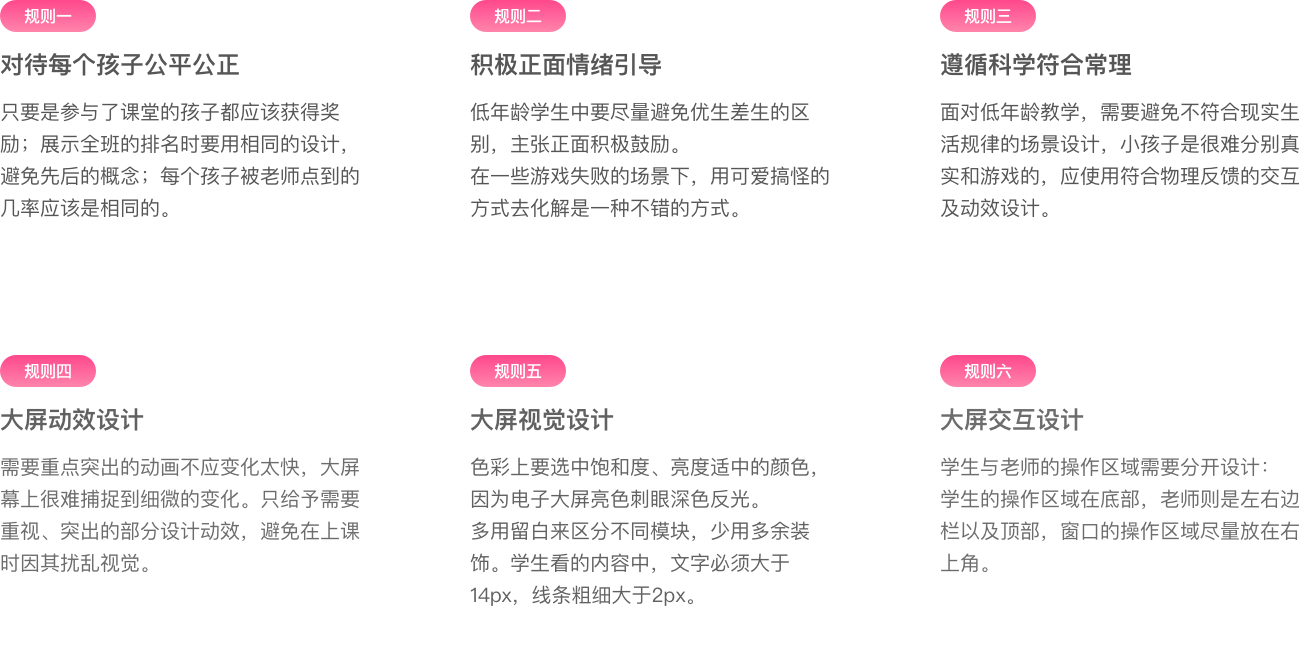 规则一
对待每个孩子公平公正
只要是参与了课堂的孩子都应该获得奖
励；展示全班的排名时要用相同的设计，
避免先后的概念；每个孩子被老师点到的
几率应该是相同的。
规则二
积极正面情绪引导
低年龄学生中要尽量避免优生差生的区
别，主张正面积极鼓励。
在一些游戏失败的场景下，用可爱搞怪的
方式去化解是一种不错的方式。
规则三
遵循科学符合常理
面对低年龄教学，需要避免不符合现实生
活规律的场景设计，小孩子是很难分别真
实和游戏的，应使用符合物理反馈的交互
及动效设计。
规则四
大屏动效设计
需要重点突出的动画不应变化太快，大屏
幕上很难捕捉到细微的变化。只给予需要
重视、突出的部分设计动效，避免在上课
时因其扰乱视觉。
规则五
大屏视觉设计
色彩上要选中饱和度、亮度适中的颜色，
因为电子大屏亮色刺眼深色反光。
多用留白来区分不同模块，少用多余装
饰。学生看的内容中，文字必须大于
14px，线条粗细大于2px。
规则六
大屏交互设计
学生与老师的操作区域需要分开设计：
学生的操作区域在底部，老师则是左右边
栏以及顶部，窗口的操作区域尽量放在右
上角。